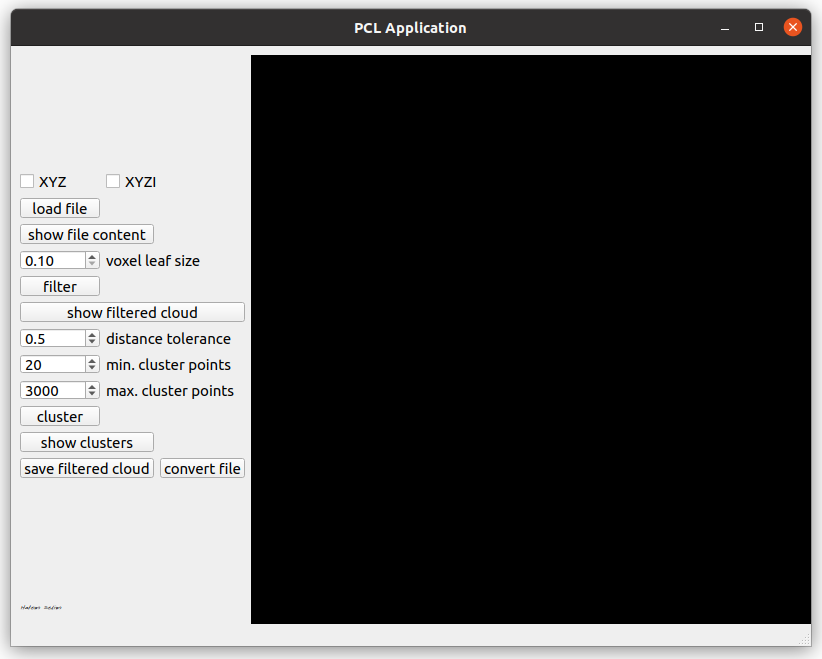 PCL Application
XYZ XYZI
load file
show file content
0.10 voxel leaf size
filter
show filtered cloud
0.5 distance tolerance
20 min. cluster points
3000 max. cluster points
cluster
show clusters
save filtered cloud convert file